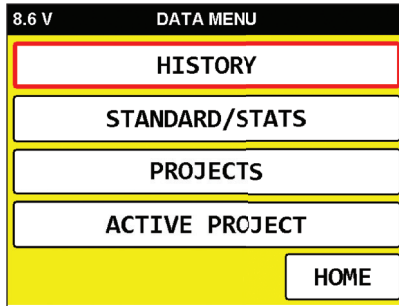 8.6 V DATA MENU
HISTORY
STANDARD/STATS
PROJECTS
ACTIVE PROJECT
HOME